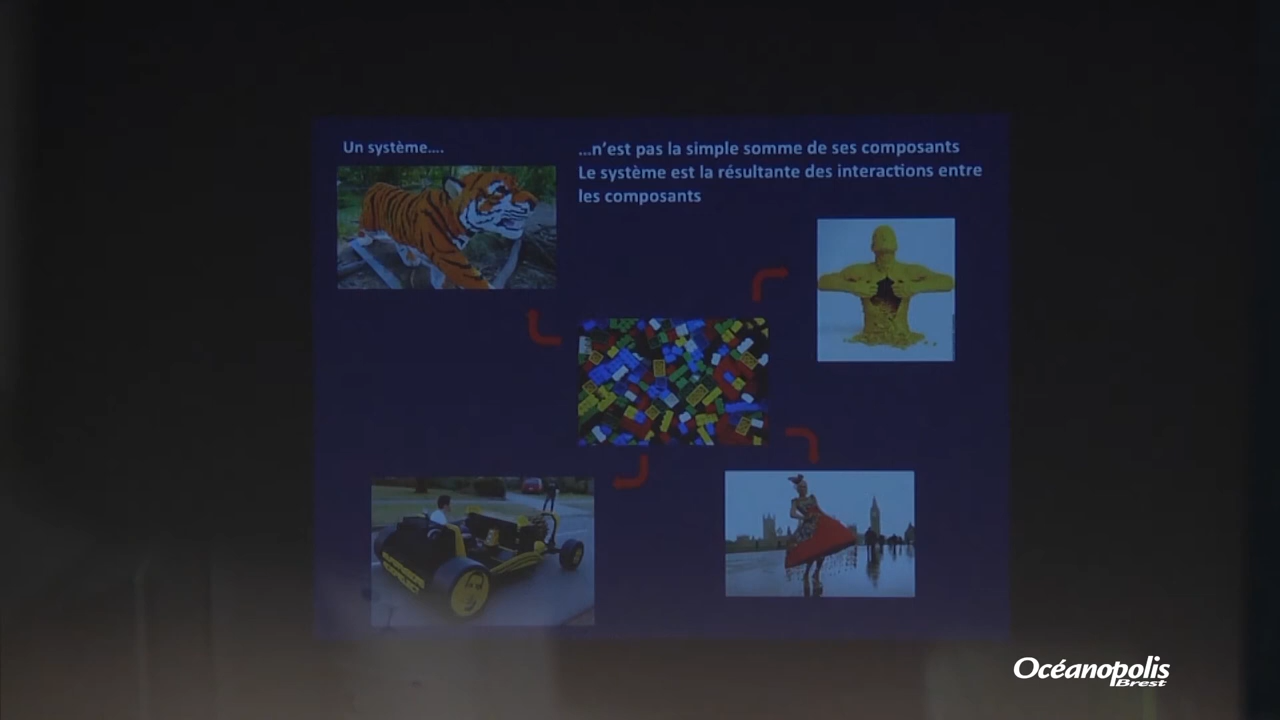 Un système....
...n'est pas la simple somme de ses composants
Le système est la résultante des interactions entre
les composants
Océanopolis
Brest